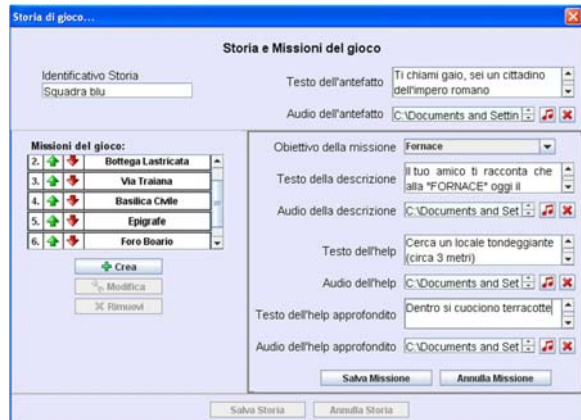 Storia di gioco...
Storia e Missioni del gioco
Identificativo Storia
Squadra blu
Testo dell'antefatto
Ti chiami gaio, sei un cittadino
dell'impero romano
Audio dell'antefatto
C:\Documents and Settin
Missioni del gioco:
2. Bottega Lastricata
3. Via Traiana
4. Basilica Civile
5. Epigrafe
6. Foro Boario
Crea
Modifica
Rimuovi
Obiettivo della missione
Fornace
Testo della descrizione
Il tuo amico ti racconta che
alla "FORNACE" oggi il
Audio della descrizione
C:\Documents and Set
Testo dell'help
Cerca un locale tondeggiante
(circa 3 metri)
Audio dell'help
C:\Documents and Set
Testo dell'help approfondito
Dentro si cuociono terracotte
Audio dell'help approfondito
C:\Documents and Set
Salva Missione
Annulla Missione
Salva Storia
Annulla Storia